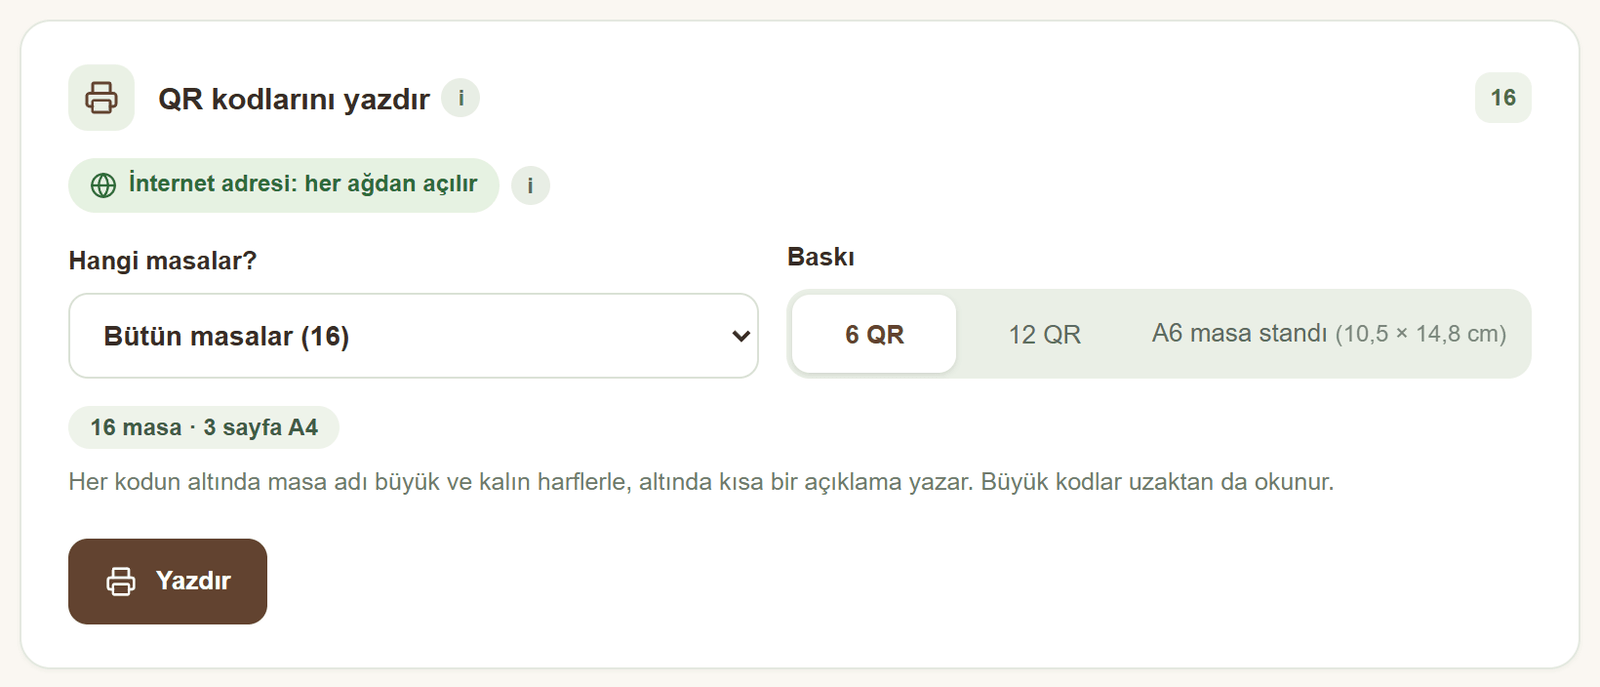 QR kodlarını yazdır i
16
İnternet adresi: her ağdan açılır i
Hangi masalar?
Bütün masalar (16)
Baskı
6 QR 12 QR A6 masa standı (10,5 × 14,8 cm)
16 masa · 3 sayfa A4
Her kodun altında masa adı büyük ve kalın harflerle, altında kısa bir açıklama yazar. Büyük kodlar uzaktan da okunur.
Yazdır